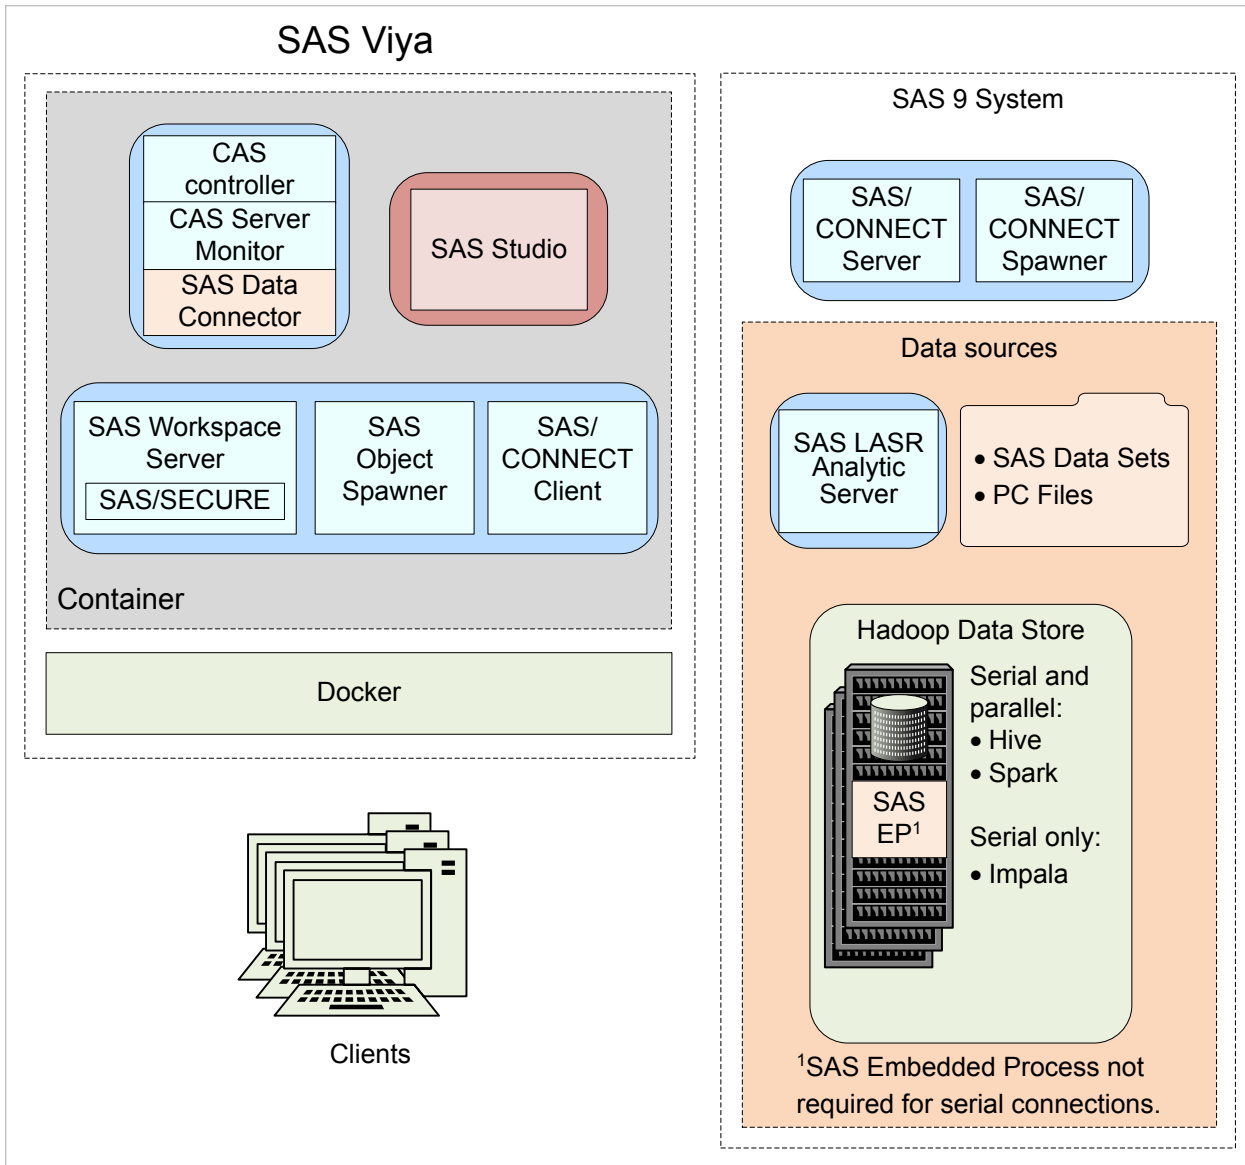 SAS Viya
CAS
controller
CAS Server
Monitor
SAS Data
Connector
SAS Studio
SAS Workspace
Server
SAS/SECURE
SAS
Object
Spawner
SAS/
CONNECT
Client
Container
Docker
Clients
SAS 9 System
SAS/
CONNECT
Server
SAS/
CONNECT
Spawner
Data sources
SAS LASR
Analytic
Server
• SAS Data Sets
• PC Files
Hadoop Data Store
SAS
EP¹
Serial and
parallel:
• Hive
• Spark
Serial only:
• Impala
¹SAS Embedded Process not
required for serial connections.